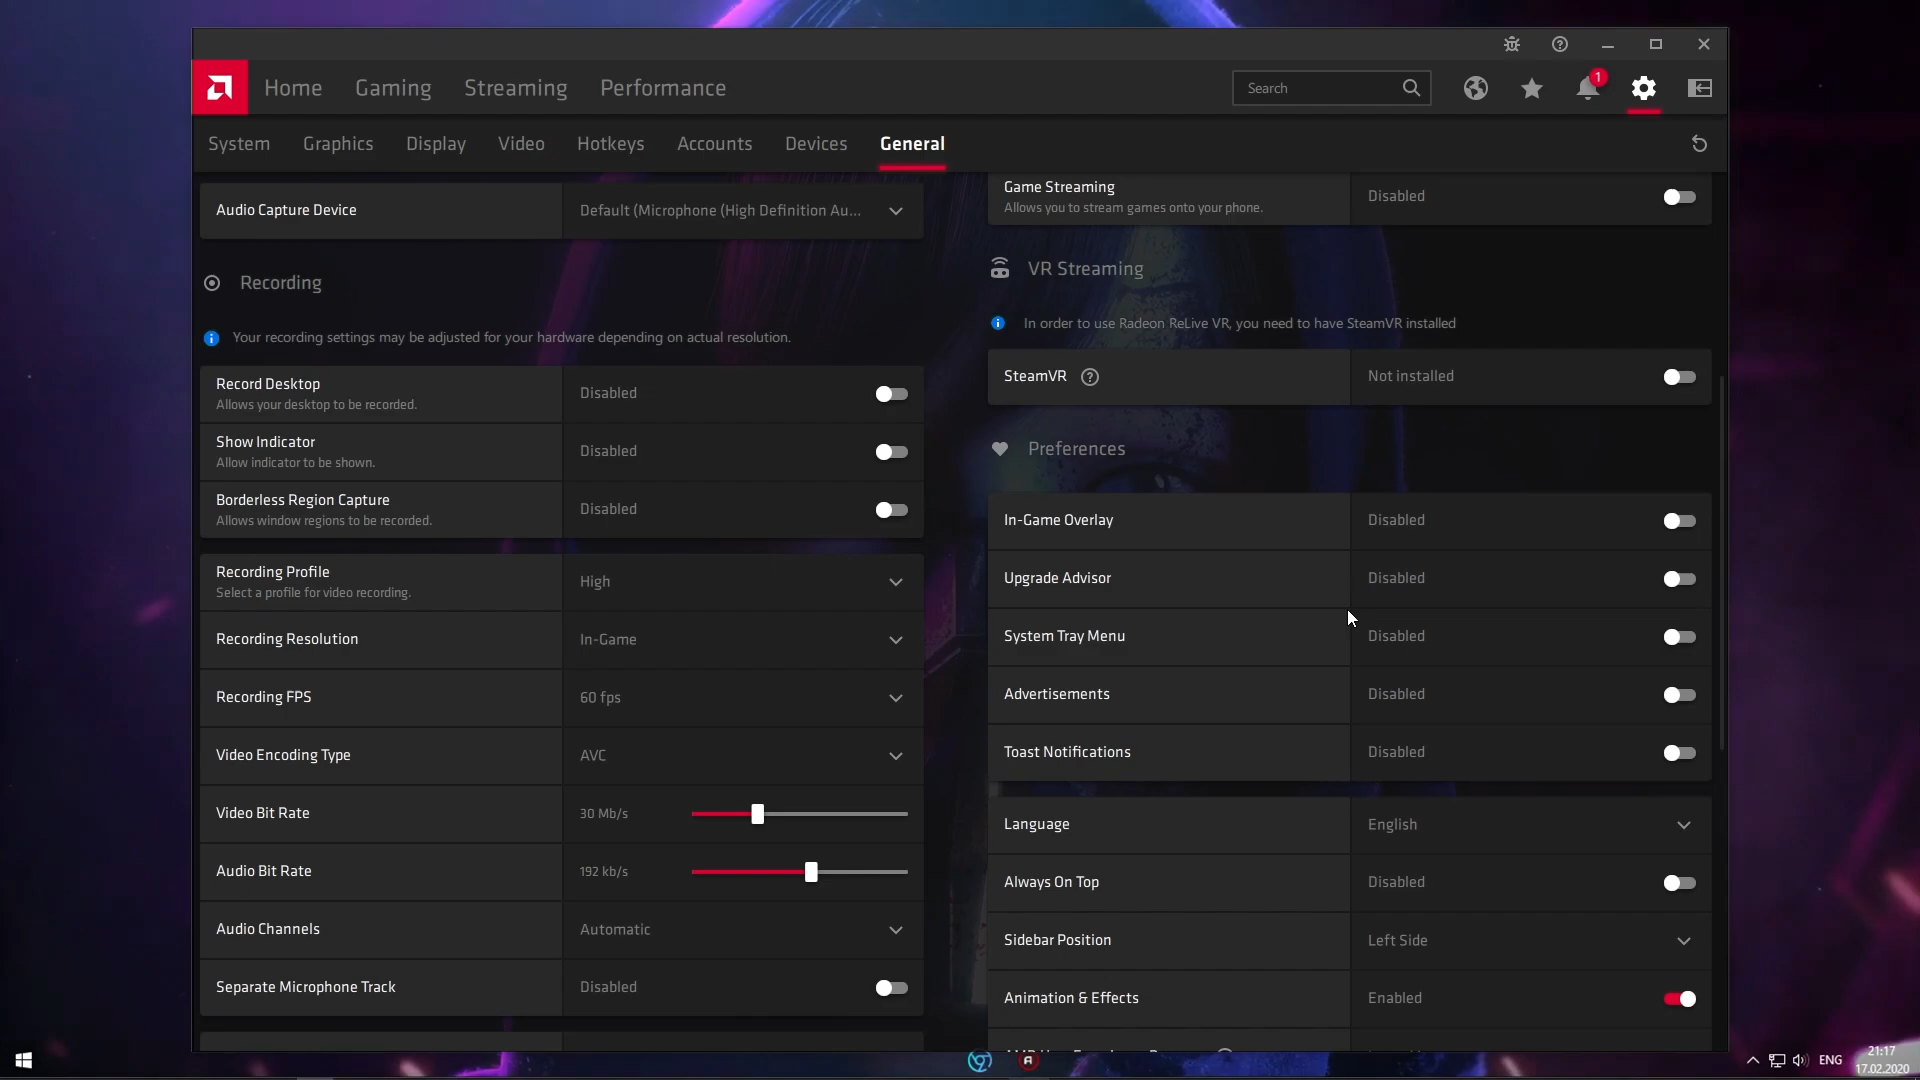 Home Gaming Streaming Performance
Search
1
System Graphics Display Video Hotkeys Accounts Devices General
Audio Capture Device
Default (Microphone (High Definition Au...
Recording
Your recording settings may be adjusted for your hardware depending on actual resolution.
Record Desktop
Allows your desktop to be recorded.
Disabled
Show Indicator
Allow indicator to be shown.
Disabled
Borderless Region Capture
Allows window regions to be recorded.
Disabled
Recording Profile
Select a profile for video recording.
High
Recording Resolution
In-Game
Recording FPS
60 fps
Video Encoding Type
AVC
Video Bit Rate
30 Mb/s
Audio Bit Rate
192 kb/s
Audio Channels
Automatic
Separate Microphone Track
Disabled
Game Streaming
Allows you to stream games onto your phone.
Disabled
VR Streaming
In order to use Radeon ReLive VR, you need to have SteamVR installed
SteamVR
Not installed
Preferences
In-Game Overlay
Disabled
Upgrade Advisor
Disabled
System Tray Menu
Disabled
Advertisements
Disabled
Toast Notifications
Disabled
Language
English
Always On Top
Disabled
Sidebar Position
Left Side
Animation & Effects
Enabled
ENG
21:17
17.02.2020